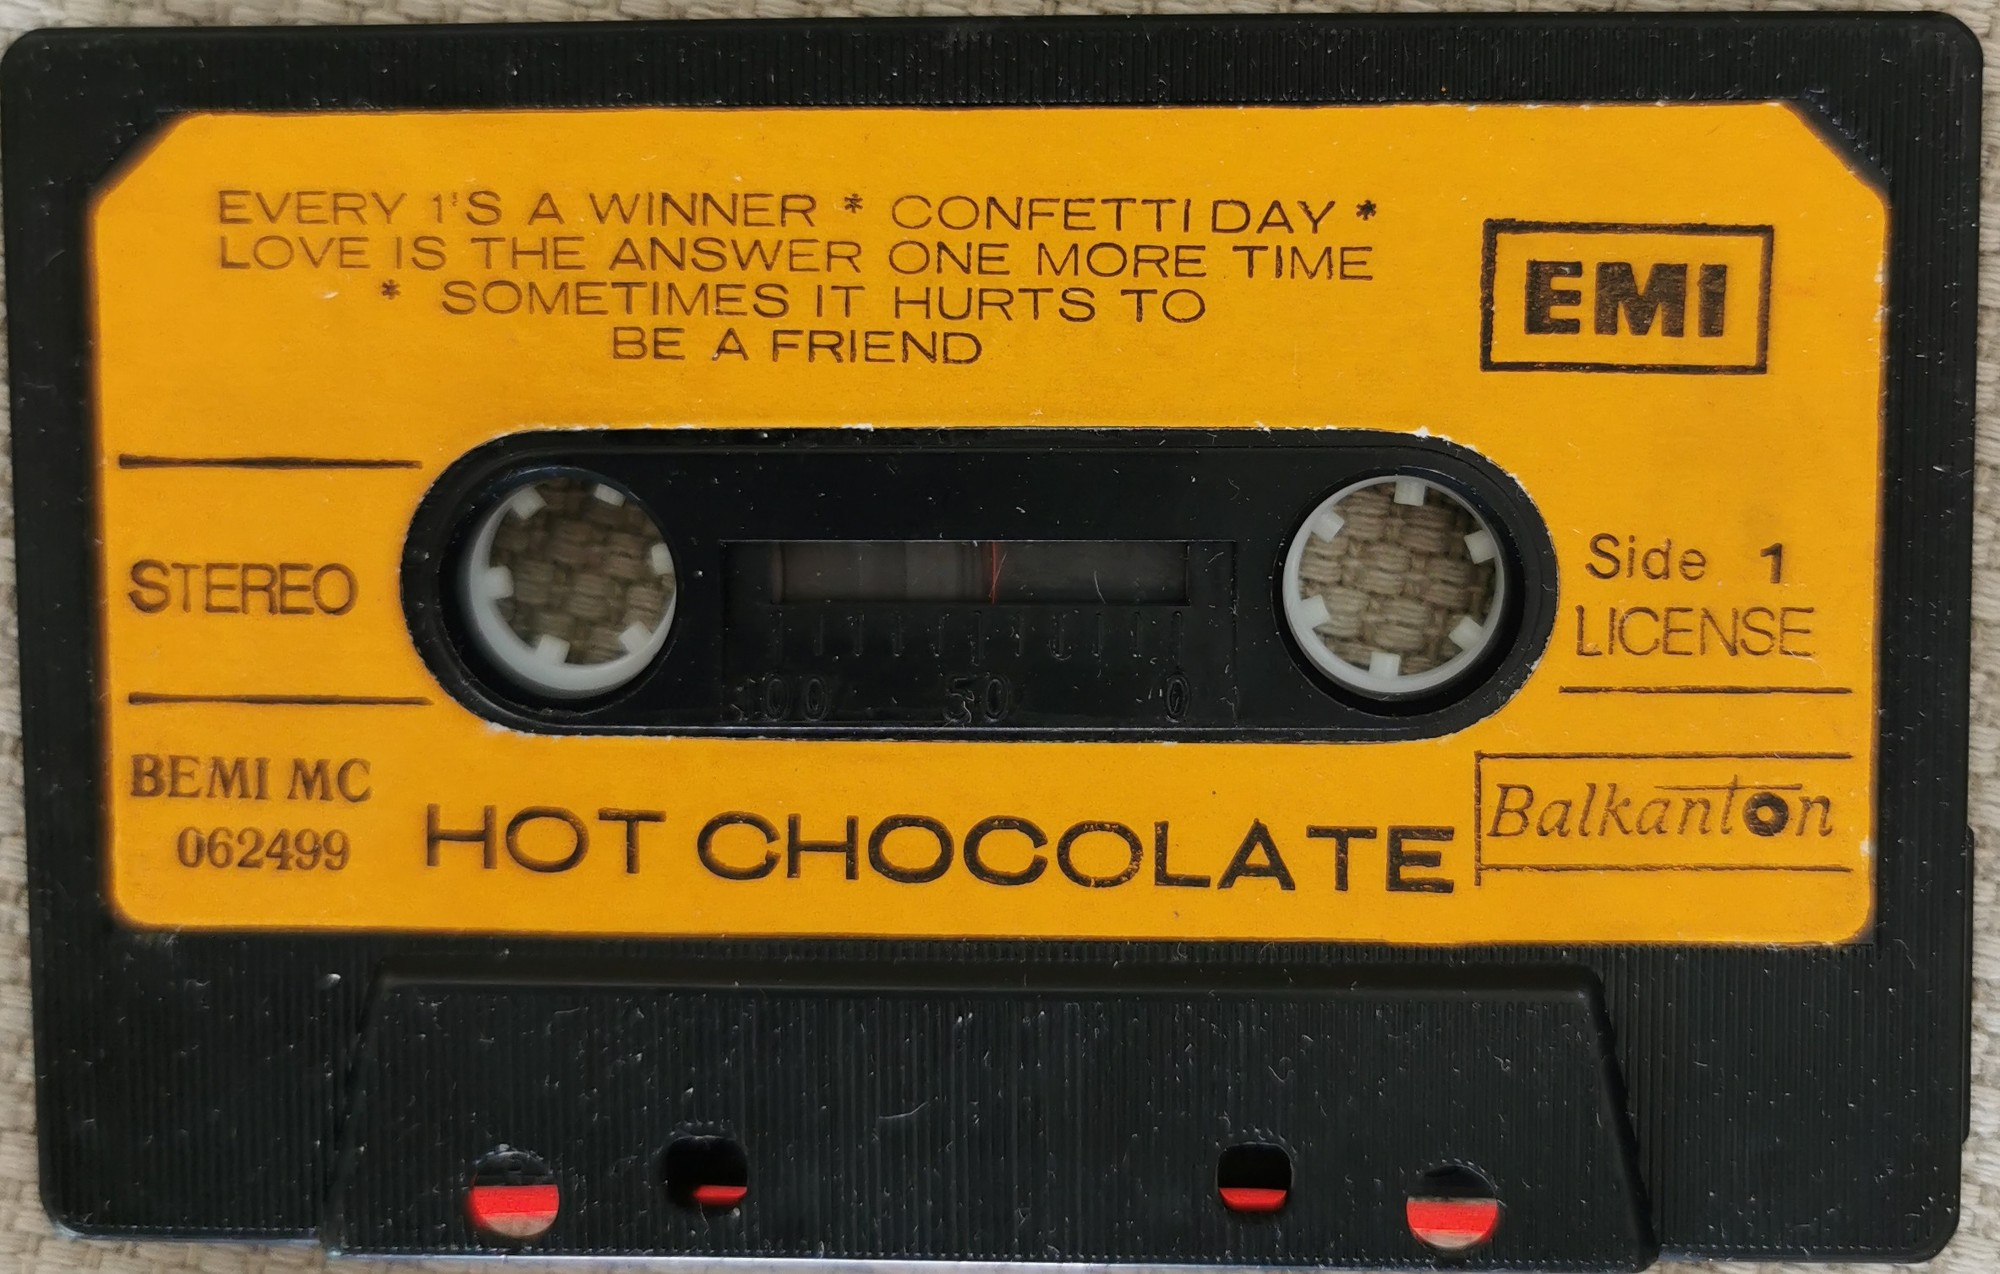 EVERY 1'S A WINNER * CONFETTI DAY *
LOVE IS THE ANSWER ONE MORE TIME
* SOMETIMES IT HURTS TO
BE A FRIEND
EMI
STEREO
100 50 0
Side 1
LICENSE
BEMI MC
062499
HOT CHOCOLATE
Balkanton